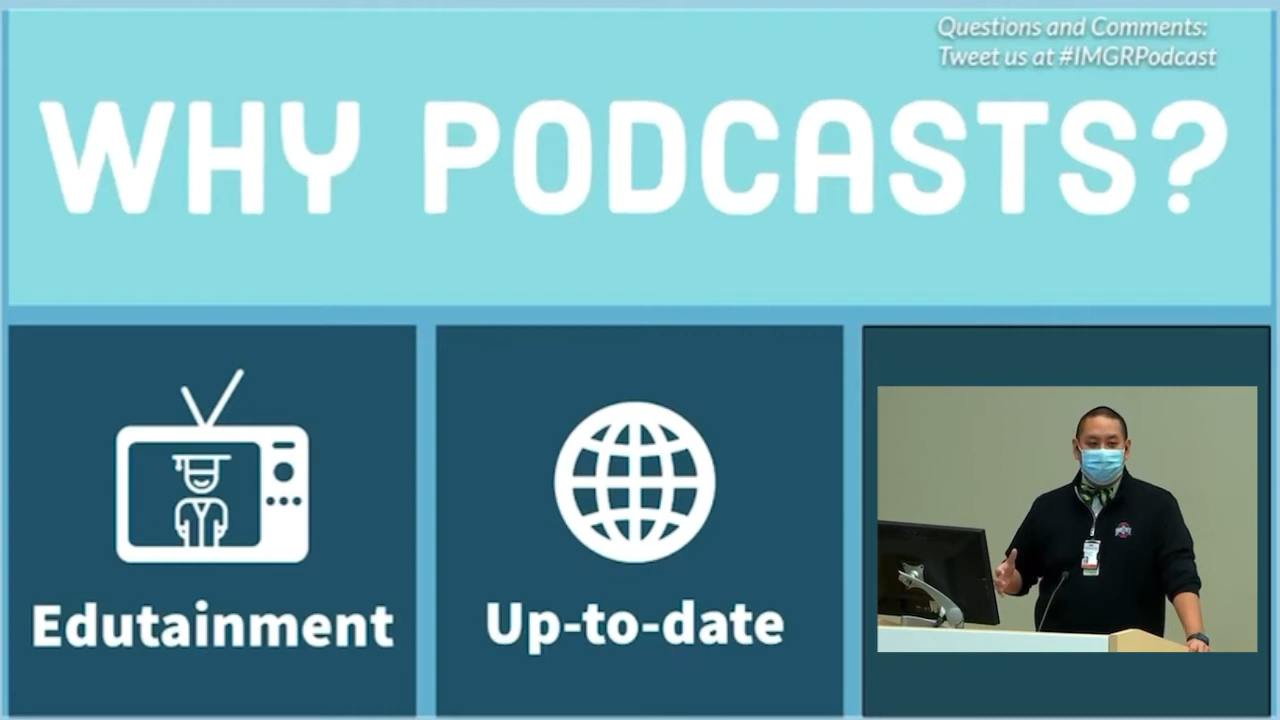 Questions and Comments:
Tweet us at #IMGRPodcast
WHY PODCASTS?
Edutainment
Up-to-date